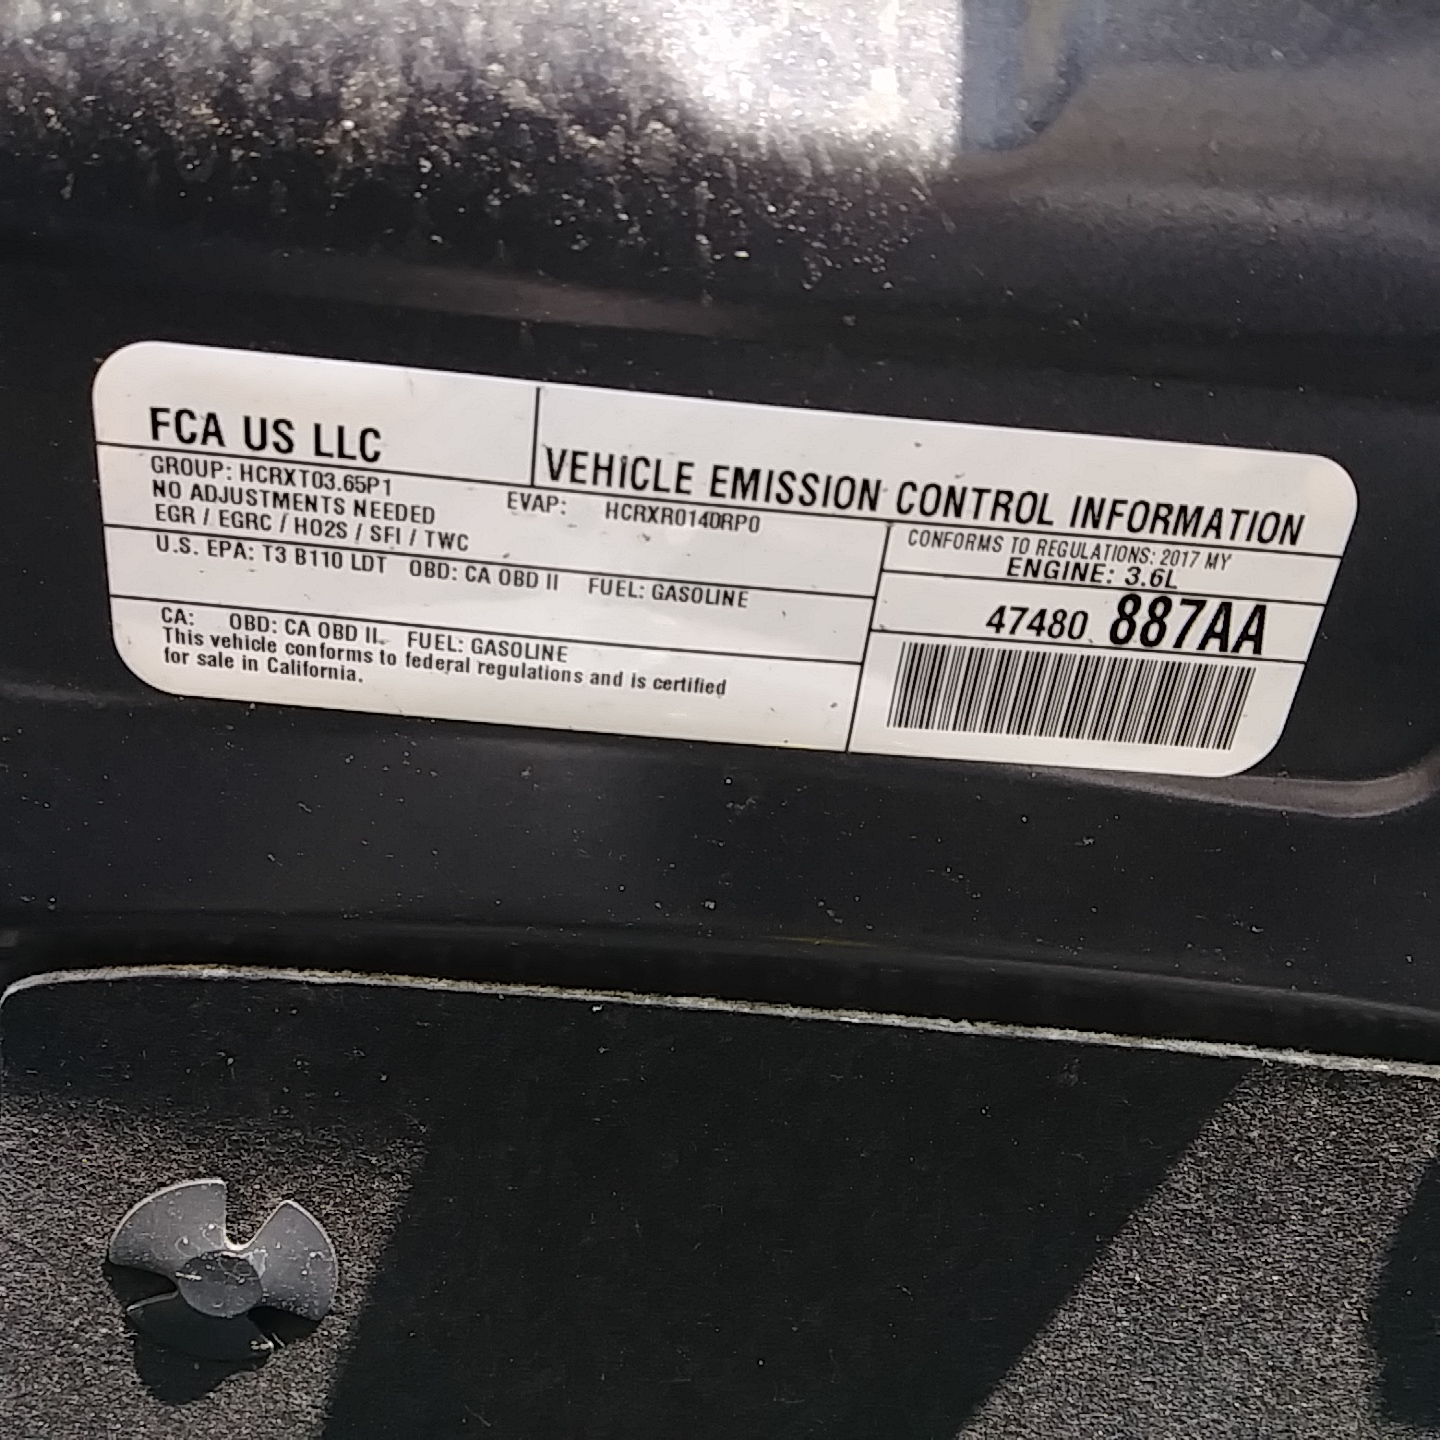 FCA US LLC
VEHICLE EMISSION CONTROL INFORMATION
GROUP: HCRXT03.65P1
EVAP: HCRXR0140RP0
NO ADJUSTMENTS NEEDED
EGR / EGRC / HO2S / SFI / TWC
CONFORMS TO REGULATIONS: 2017 MY
ENGINE: 3.6L
U.S. EPA: T3 B110 LDT OBD: CA OBD II FUEL: GASOLINE
47480 887AA
CA: OBD: CA OBD II FUEL: GASOLINE
This vehicle conforms to federal regulations and is certified
for sale in California.